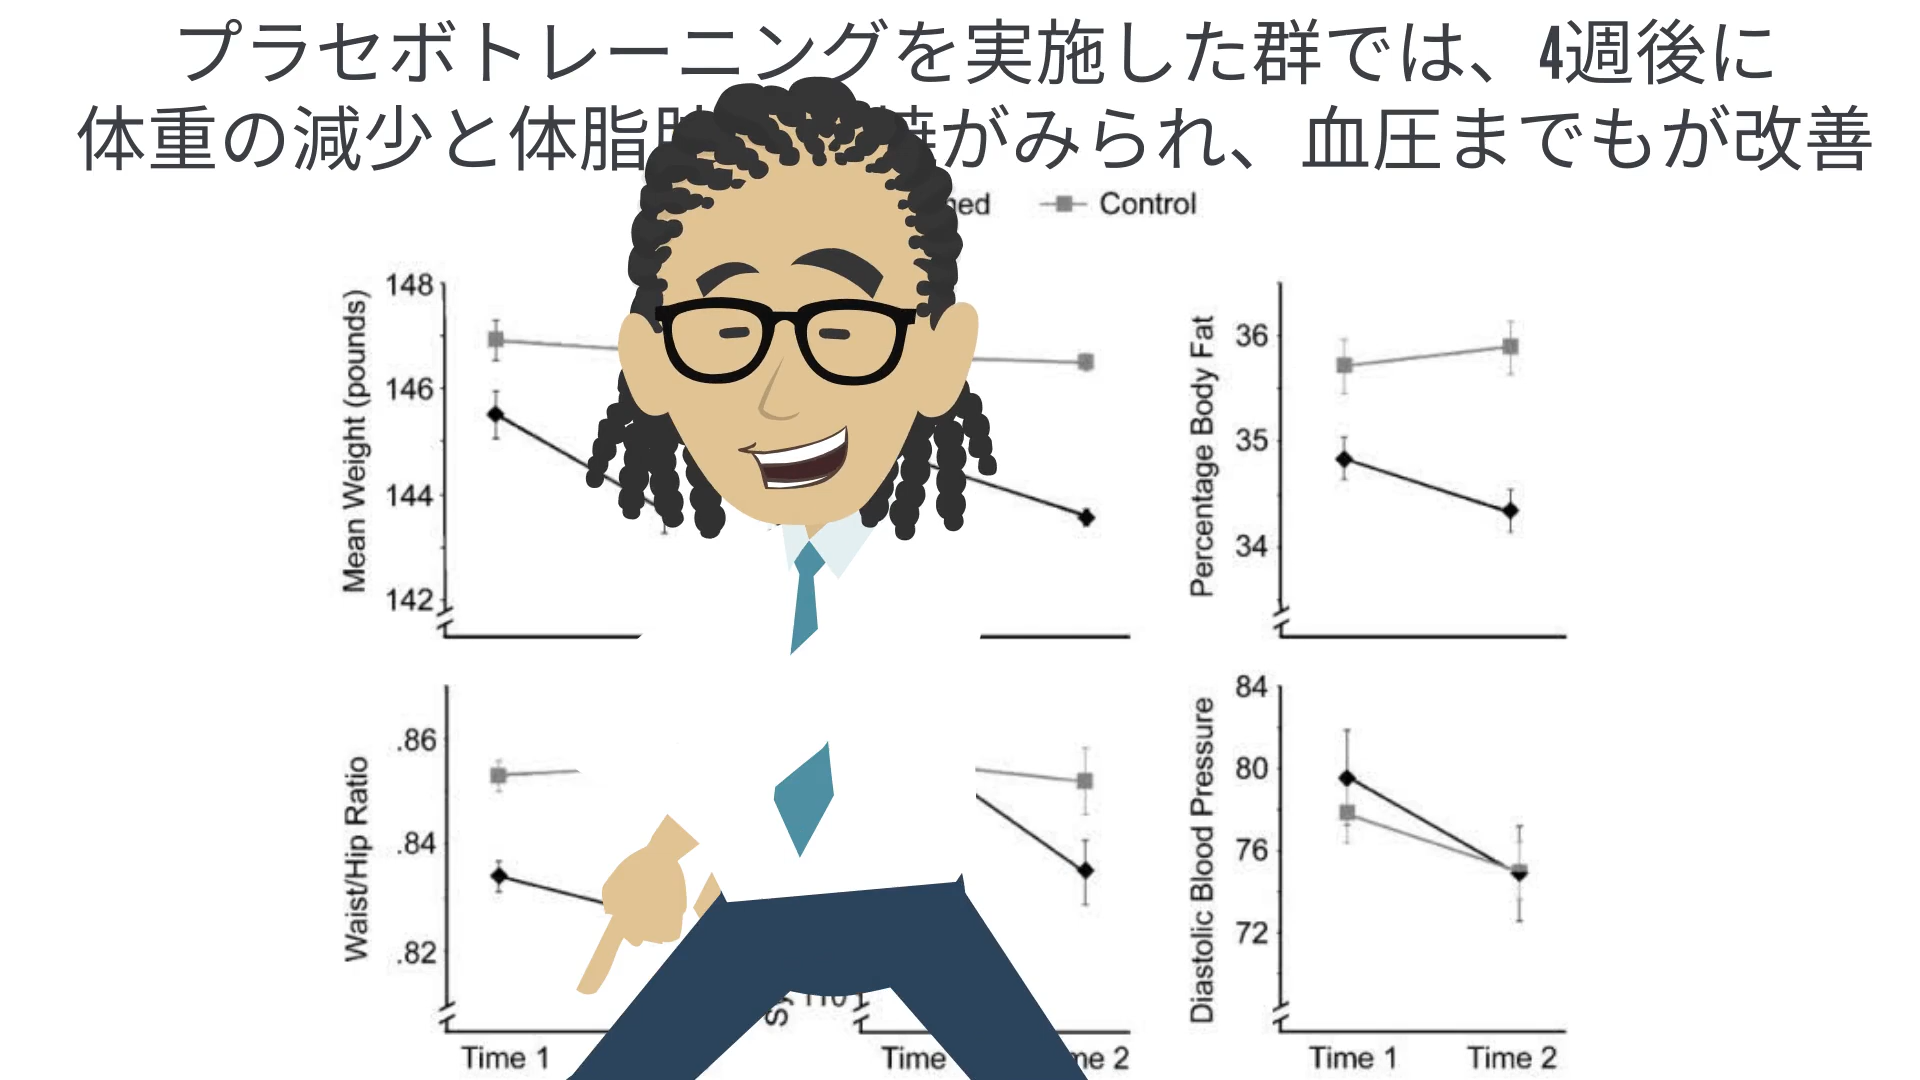 プラセボトレーニングを実施した群では、4週後に
体重の減少と体脂 がみられ、血圧までもが改善
Control
Mean Weight (pounds)
148
146
144
142
Percentage Body Fat
36
35
34
Waist/Hip Ratio
.86
.84
.82
Diastolic Blood Pressure
84
80
76
72
Time 1
Time
2
Time 1
Time 2